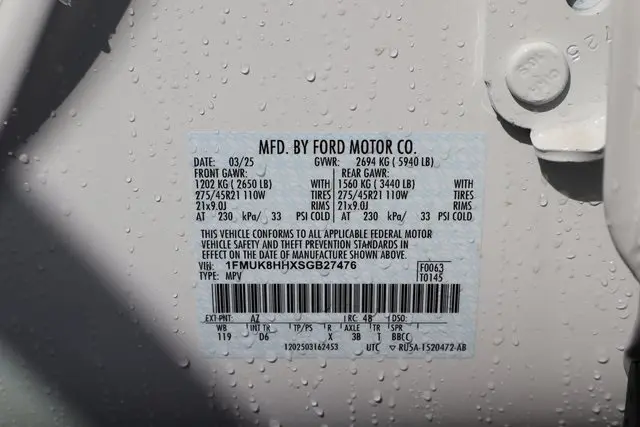 MFD. BY FORD MOTOR CO.
DATE: 03/25 GVWR: 2694 KG ( 5940 LB)
FRONT GAWR: REAR GAWR:
1202 KG ( 2650 LB) WITH 1560 KG ( 3440 LB) WITH
275/45R21 110W TIRES 275/45R21 110W TIRES
21x9.0J RIMS 21x9.0J RIMS
AT 230 kPa/ 33 PSI COLD AT 230 kPa/ 33 PSI COLD
THIS VEHICLE CONFORMS TO ALL APPLICABLE FEDERAL MOTOR
VEHICLE SAFETY AND THEFT PREVENTION STANDARDS IN
EFFECT ON THE DATE OF MANUFACTURE SHOWN ABOVE.
VIN: 1FMUK8HHXSGB27476 F0063
TYPE: MPV T0145
EXT PNT: AZ RC: 48 DSO:
WB INT TR TP/PS R AXLE TR SPR
119 D6 X 3B T BBCC
1202503162453 UTC ▽ RU5A-1520472-AB